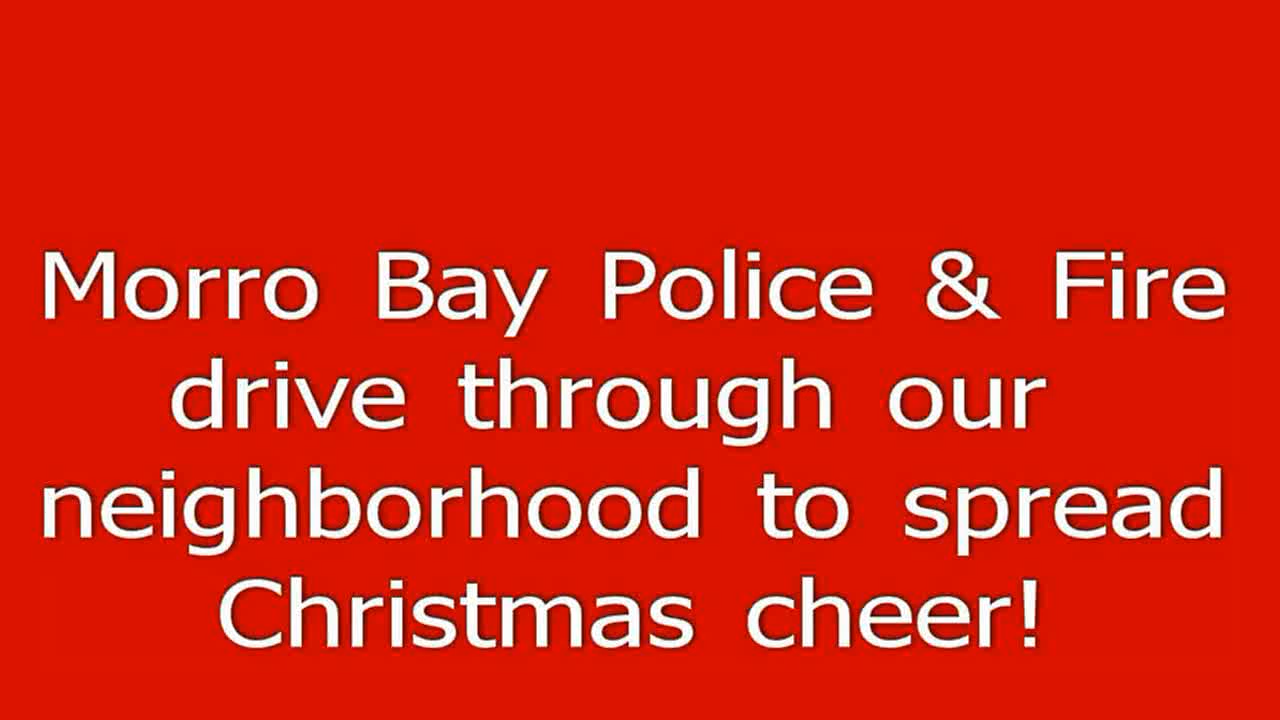 Morro Bay Police & Fire
drive through our
neighborhood to spread
Christmas cheer!